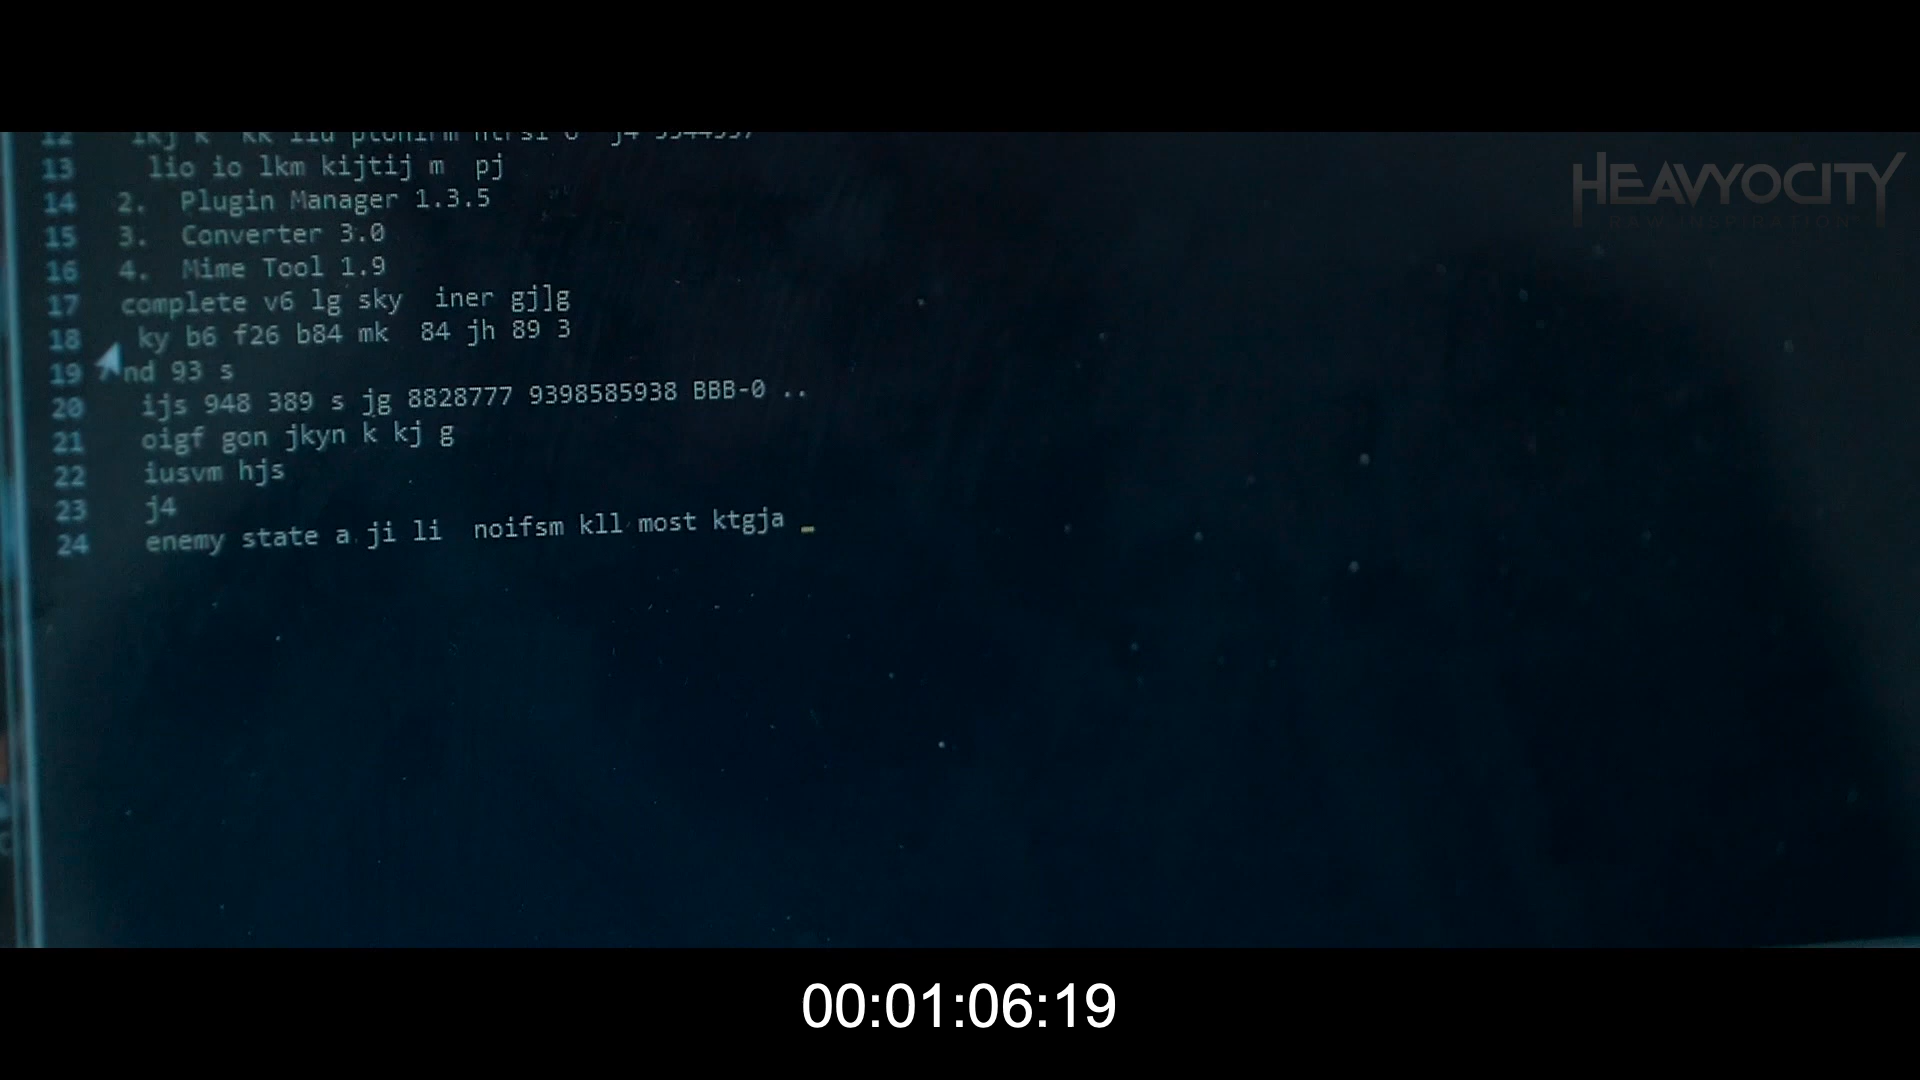 HEAVYOCITY
RAW INSPIRATION
12
13 lio io lkm kijtij m pj
14 2. Plugin Manager 1.3.5
15 3. Converter 3.0
16 4. Mime Tool 1.9
17 complete v6 lg sky iner gj]g
18 ky b6 f26 b84 mk 84 jh 89 3
19 nd 93 s
20 ijs 948 389 s jg 8828777 9398585938 BBB-0 ..
21 oigf gon jkyn k kj g
22 iusvm hjs
23 j4
24 enemy state a ji li noifsm kll most ktgja _
00:01:06:19